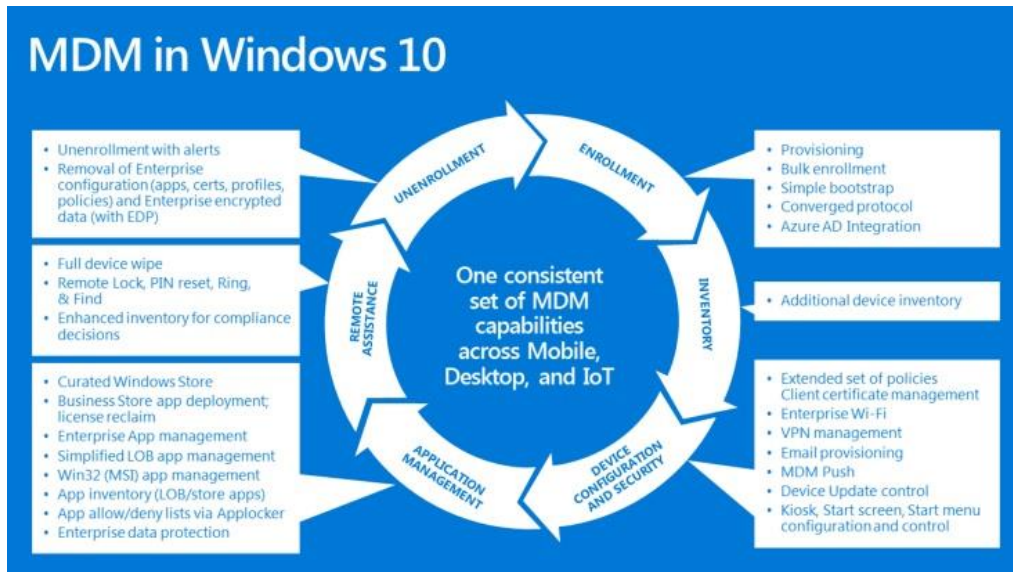 MDM in Windows 10
• Unenrollment with alerts
• Removal of Enterprise
configuration (apps, certs, profiles,
policies) and Enterprise encrypted
data (with EDP)
• Full device wipe
• Remote Lock, PIN reset, Ring,
& Find
• Enhanced inventory for compliance
decisions
• Curated Windows Store
• Business Store app deployment;
license reclaim
• Enterprise App management
• Simplified LOB app management
• Win32 (MSI) app management
• App inventory (LOB/store apps)
• App allow/deny lists via Applocker
• Enterprise data protection
UNENROLLMENT
ENROLLMENT
INVENTORY
DEVICE
CONFIGURATION
AND SECURITY
APPLICATION
MANAGEMENT
REMOTE
ASSISTANCE
One consistent
set of MDM
capabilities
across Mobile,
Desktop, and IoT
• Provisioning
• Bulk enrollment
• Simple bootstrap
• Converged protocol
• Azure AD Integration
• Additional device inventory
• Extended set of policies
Client certificate management
• Enterprise Wi-Fi
• VPN management
• Email provisioning
• MDM Push
• Device Update control
• Kiosk, Start screen, Start menu
configuration and control